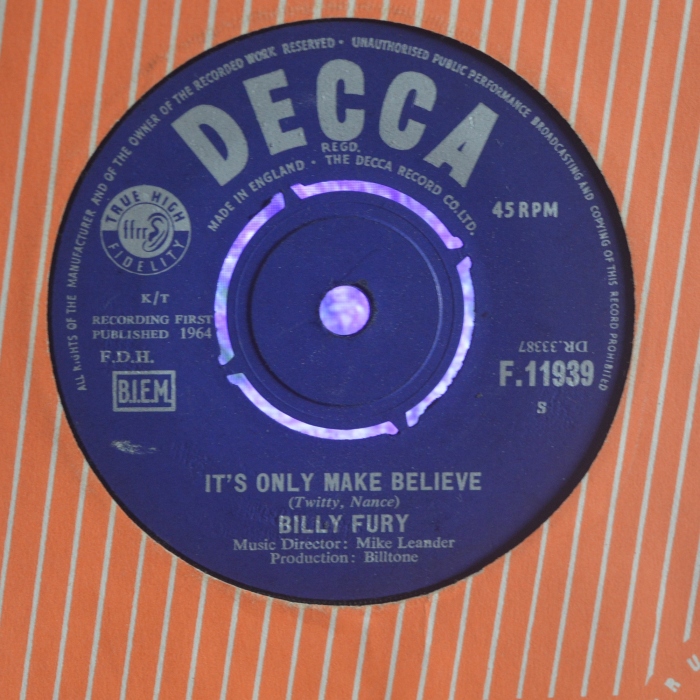 ALL RIGHTS OF THE MANUFACTURER AND OF THE OWNER OF THE RECORDED WORK RESERVED · UNAUTHORISED PUBLIC PERFORMANCE BROADCASTING AND COPYING OF THIS RECORD PROHIBITED
DECCA
REGD.
MADE IN ENGLAND · THE DECCA RECORD CO. LTD.
45 RPM
TRUE HIGH
ffrr
FIDELITY
K/T
RECORDING FIRST
PUBLISHED 1964
F.D.H.
B.I.E.M.
DR.33387
F.11939
S
IT'S ONLY MAKE BELIEVE
(Twitty, Nance)
BILLY FURY
Music Director: Mike Leander
Production: Billtone